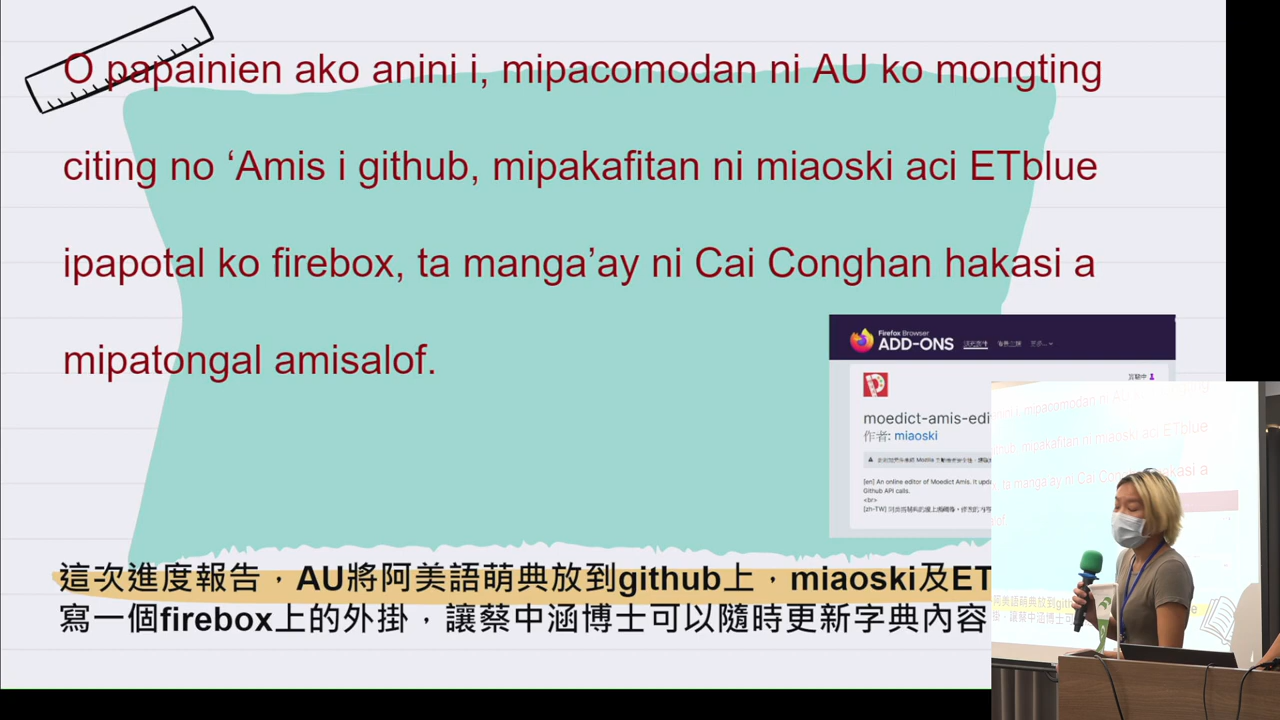 O papainien ako anini i, mipacomodan ni AU ko mongting
citing no ‘Amis i github, mipakafitan ni miaoski aci ETblue
ipapotal ko firebox, ta manga’ay ni Cai Conghan hakasi a
mipatongal amisalof.
Firefox Browser
ADD-ONS
moedict-amis-edi
作者: miaoski
[en] An online editor of Moedict Amis. It upda
Github API calls.
<br>
這次進度報告，AU將阿美語萌典放到github上，miaoski及ET
寫一個firebox上的外掛，讓蔡中涵博士可以隨時更新字典內容